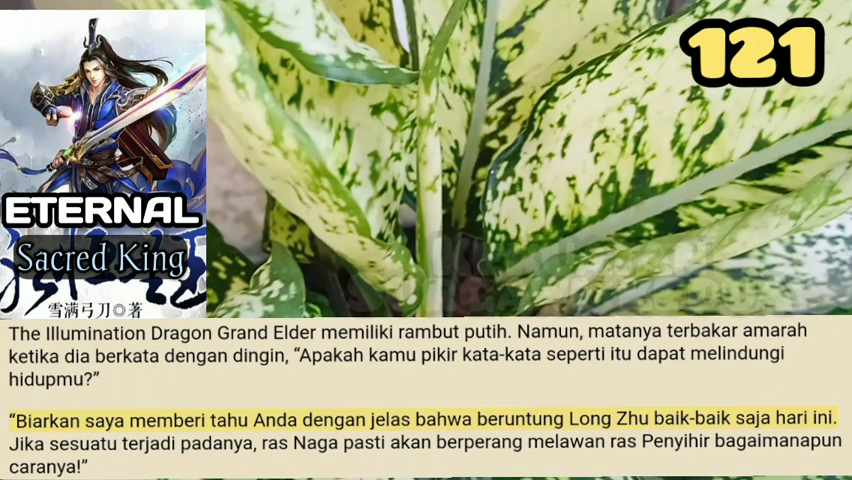 121
ETERNAL
Sacred King
雪满弓刀◎著
The Illumination Dragon Grand Elder memiliki rambut putih. Namun, matanya terbakar amarah
ketika dia berkata dengan dingin, “Apakah kamu pikir kata-kata seperti itu dapat melindungi
hidupmu?”
“Biarkan saya memberi tahu Anda dengan jelas bahwa beruntung Long Zhu baik-baik saja hari ini.
Jika sesuatu terjadi padanya, ras Naga pasti akan berperang melawan ras Penyihir bagaimanapun
caranya!”